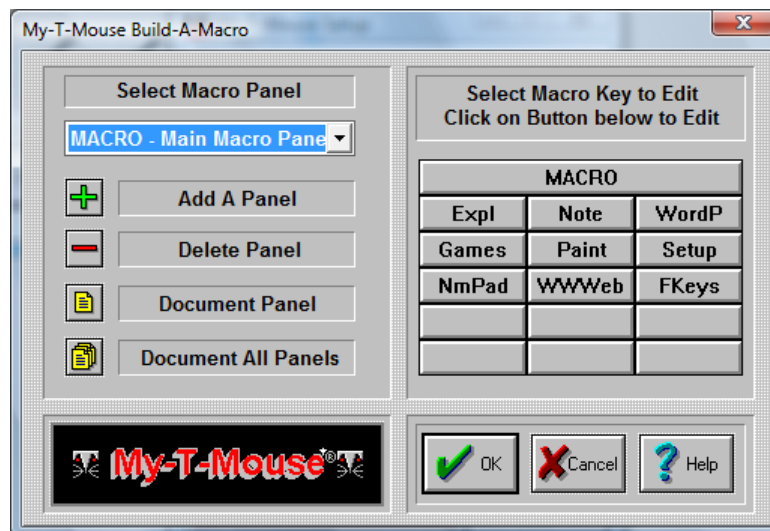 My-T-Mouse Build-A-Macro
Select Macro Panel
MACRO - Main Macro Pane
Add A Panel
Delete Panel
Document Panel
Document All Panels
My-T-Mouse®
Select Macro Key to Edit
Click on Button below to Edit
MACRO
Expl Note WordP
Games Paint Setup
NmPad WWWeb FKeys
OK Cancel Help